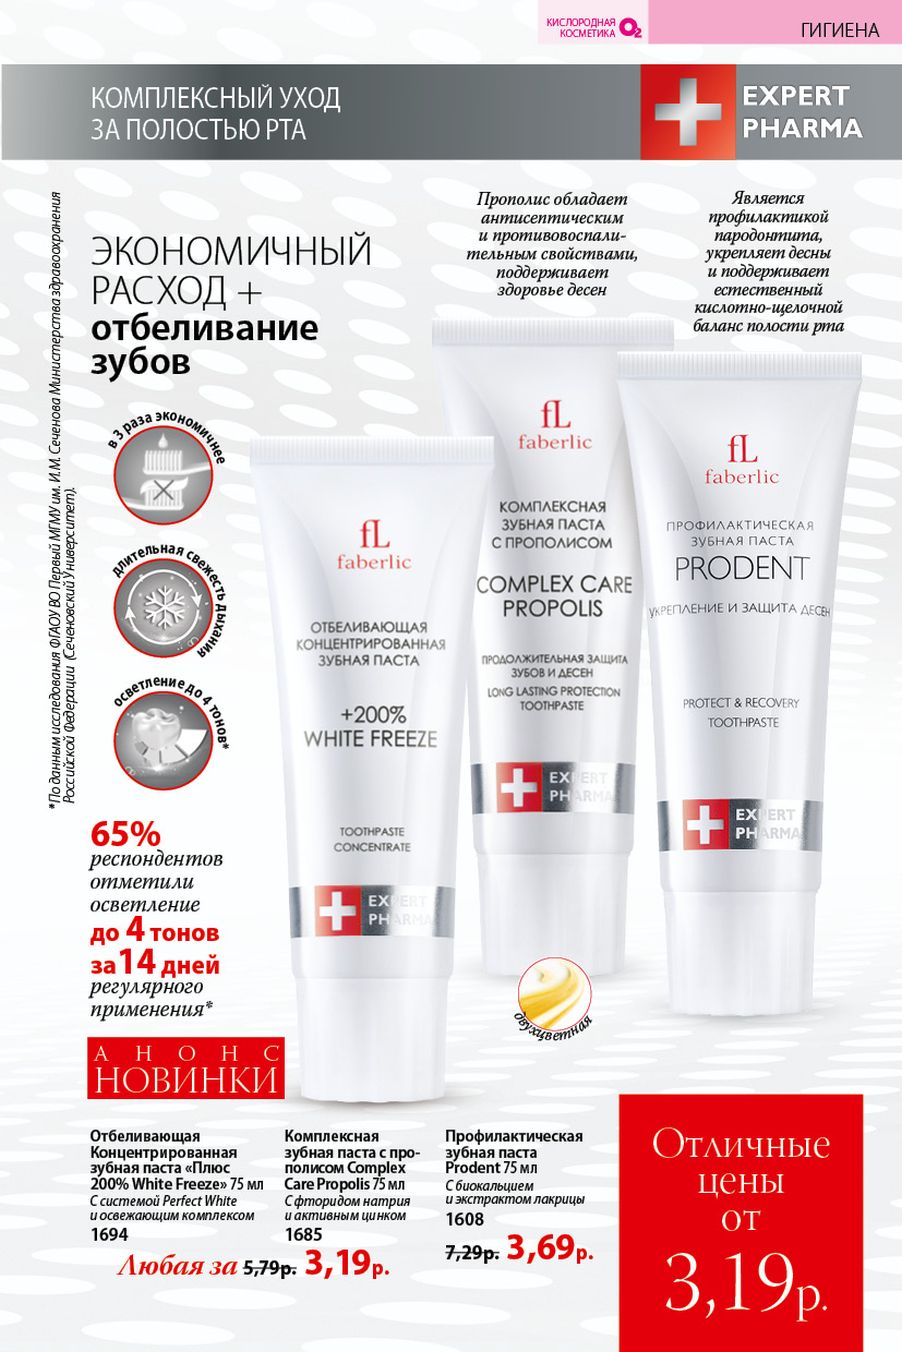 КИСЛОРОДНАЯ
КОСМЕТИКА O2
ГИГИЕНА
КОМПЛЕКСНЫЙ УХОД
ЗА ПОЛОСТЬЮ РТА
EXPERT
PHARMA
*По данным исследования ФГАОУ ВО Первый МГМУ им. И.М. Сеченова Министерства здравоохранения
Российской Федерации (Сеченовский Университет).
ЭКОНОМИЧНЫЙ
РАСХОД +
отбеливание
зубов
Прополис обладает
антисептическим
и противовоспали-
тельным свойствами,
поддерживает
здоровье десен
Является
профилактикой
пародонтита,
укрепляет десны
и поддерживает
естественный
кислотно-щелочной
баланс полости рта
в 3 раза экономичнее
длительная свежесть дыхания
осветление до 4 тонов*
65%
респондентов
отметили
осветление
до 4 тонов
за 14 дней
регулярного
применения*
fL
faberlic
ОТБЕЛИВАЮЩАЯ
КОНЦЕНТРИРОВАННАЯ
ЗУБНАЯ ПАСТА
+200%
WHITE FREEZE
TOOTHPASTE
CONCENTRATE
EXPERT
PHARMA
fL
faberlic
КОМПЛЕКСНАЯ
ЗУБНАЯ ПАСТА
С ПРОПОЛИСОМ
COMPLEX CARE
PROPOLIS
ПРОДОЛЖИТЕЛЬНАЯ ЗАЩИТА
ЗУБОВ И ДЕСЕН
LONG LASTING PROTECTION
TOOTHPASTE
EXPERT
PHARMA
fL
faberlic
ПРОФИЛАКТИЧЕСКАЯ
ЗУБНАЯ ПАСТА
PRODENT
УКРЕПЛЕНИЕ И ЗАЩИТА ДЕСЕН
PROTECT & RECOVERY
TOOTHPASTE
EXPERT
PHARMA
двухцветная
АНОНС
НОВИНКИ
Отбеливающая
Концентрированная
зубная паста «Плюс
200% White Freeze» 75 мл
С системой Perfect White
и освежающим комплексом
1694
Комплексная
зубная паста с про-
полисом Complex
Care Propolis 75 мл
С фторидом натрия
и активным цинком
1685
Любая за 5,79р. 3,19р.
Профилактическая
зубная паста
Prodent 75 мл
С биокальцием
и экстрактом лакрицы
1608
7,29р. 3,69р.
Отличные
цены
от
3,19р.